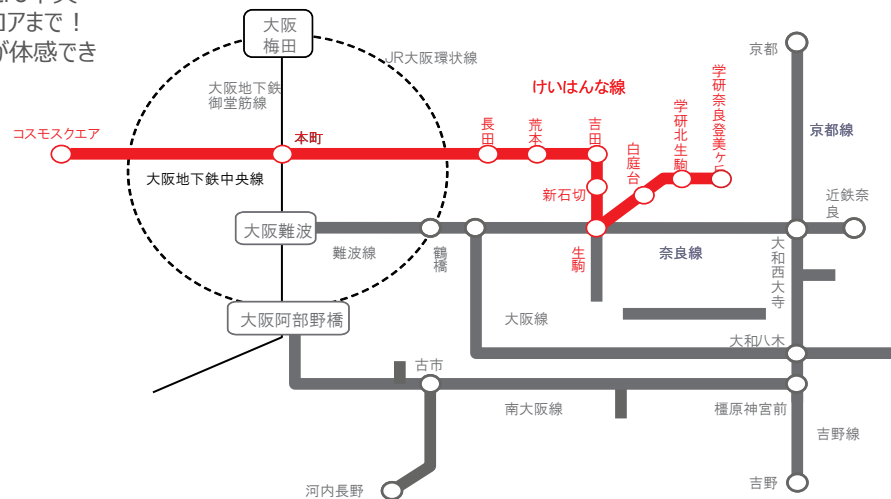 コアまで！
が体感でき
大阪
梅田
JR大阪環状線
大阪地下鉄
御堂筋線
けいはんな線
京都
京都線
コスモスクエア
本町
長田
荒本
吉田
白庭台
学研北生駒
学研奈良登美ヶ丘
大阪地下鉄中央線
新石切
近鉄奈
良
大阪難波
難波線
鶴橋
生駒
奈良線
大和西大寺
大阪阿部野橋
大阪線
大和八木
古市
南大阪線
橿原神宮前
吉野線
河内長野
吉野